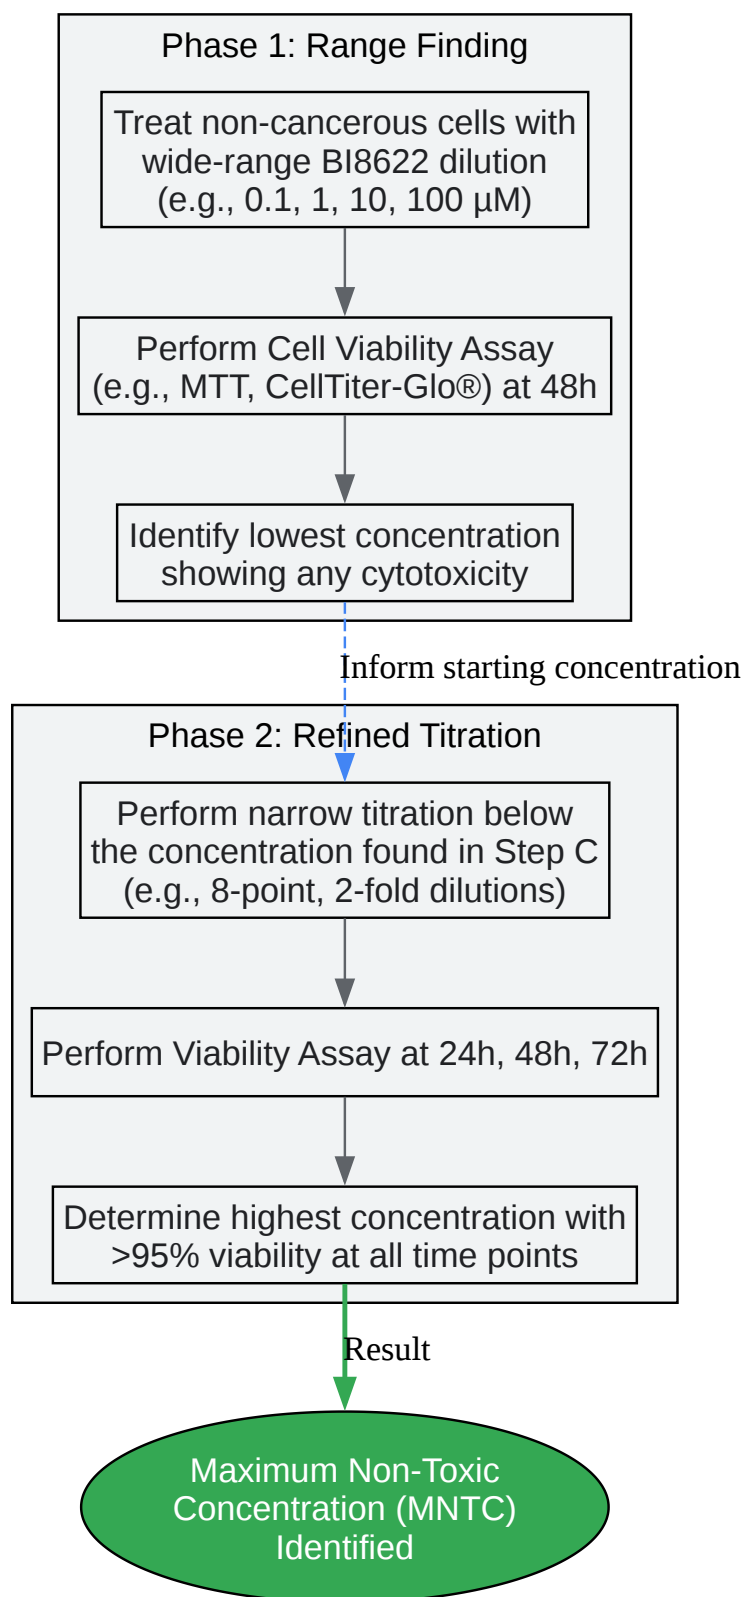 Phase 1: Range Finding
Treat non-cancerous cells with
wide-range BI8622 dilution
(e.g., 0.1, 1, 10, 100 µM)
Perform Cell Viability Assay
(e.g., MTT, CellTiter-Glo®) at 48h
Identify lowest concentration
showing any cytotoxicity
Inform starting concentration
Phase 2: Refined Titration
Perform narrow titration below
the concentration found in Step C
(e.g., 8-point, 2-fold dilutions)
Perform Viability Assay at 24h, 48h, 72h
Determine highest concentration with
>95% viability at all time points
Result
Maximum Non-Toxic
Concentration (MNTC)
Identified